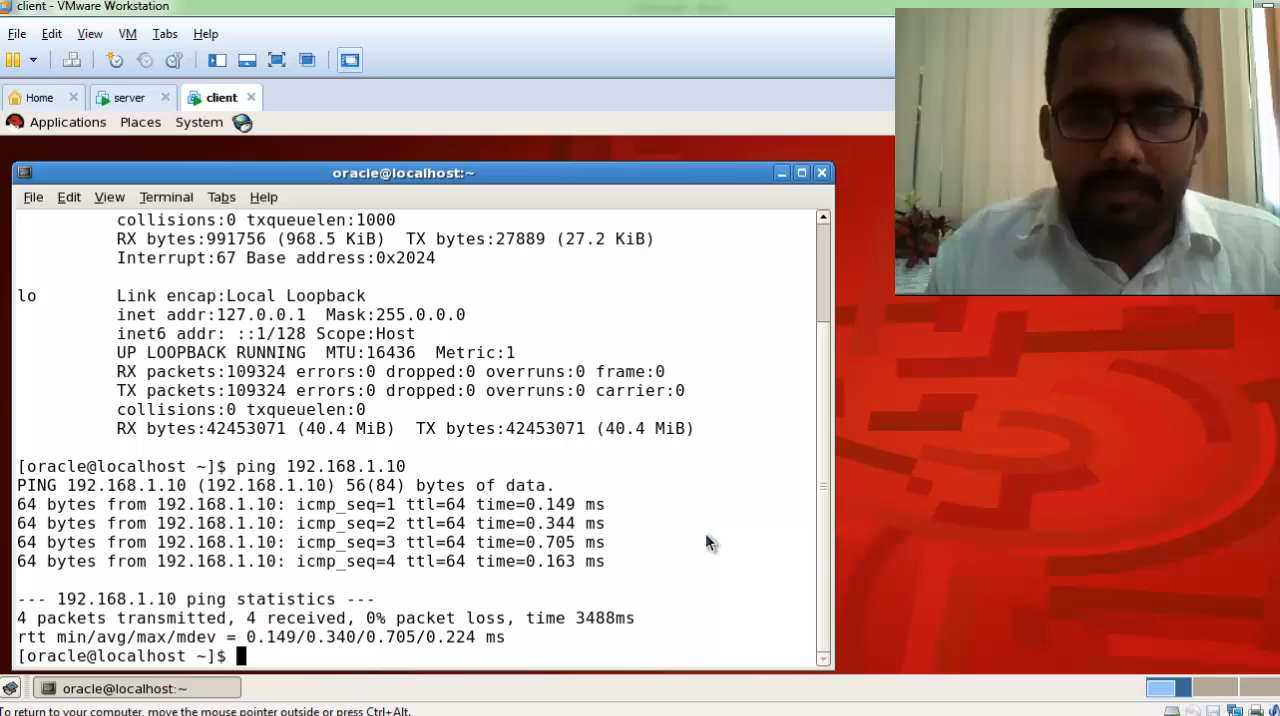 client - VMware Workstation
File Edit View VM Tabs Help
Home server client
Applications Places System
oracle@localhost:~
File Edit View Terminal Tabs Help
collisions:0 txqueuelen:1000
RX bytes:991756 (968.5 KiB) TX bytes:27889 (27.2 KiB)
Interrupt:67 Base address:0x2024
lo Link encap:Local Loopback
inet addr:127.0.0.1 Mask:255.0.0.0
inet6 addr: ::1/128 Scope:Host
UP LOOPBACK RUNNING MTU:16436 Metric:1
RX packets:109324 errors:0 dropped:0 overruns:0 frame:0
TX packets:109324 errors:0 dropped:0 overruns:0 carrier:0
collisions:0 txqueuelen:0
RX bytes:42453071 (40.4 MiB) TX bytes:42453071 (40.4 MiB)
[oracle@localhost ~]$ ping 192.168.1.10
PING 192.168.1.10 (192.168.1.10) 56(84) bytes of data.
64 bytes from 192.168.1.10: icmp_seq=1 ttl=64 time=0.149 ms
64 bytes from 192.168.1.10: icmp_seq=2 ttl=64 time=0.344 ms
64 bytes from 192.168.1.10: icmp_seq=3 ttl=64 time=0.705 ms
64 bytes from 192.168.1.10: icmp_seq=4 ttl=64 time=0.163 ms
--- 192.168.1.10 ping statistics ---
4 packets transmitted, 4 received, 0% packet loss, time 3488ms
rtt min/avg/max/mdev = 0.149/0.340/0.705/0.224 ms
[oracle@localhost ~]$
oracle@localhost:~
To return to your computer, move the mouse pointer outside or press Ctrl+Alt.